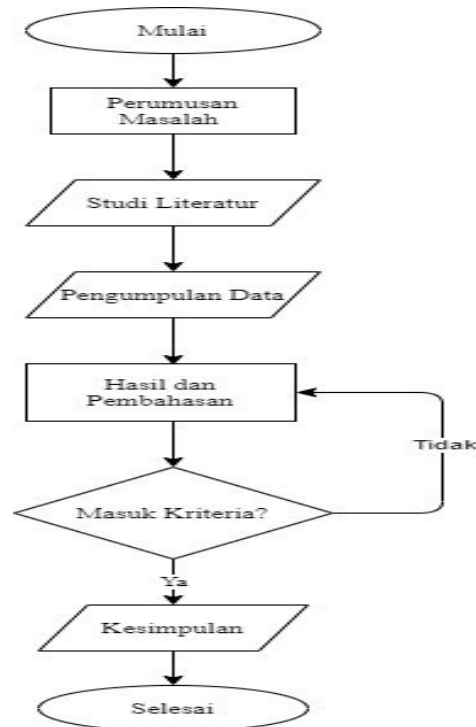 Mulai
Perumusan
Masalah
Studi Literatur
Pengumpulan Data
Hasil dan
Pembahasan
Tidak
Masuk Kriteria?
Ya
Kesimpulan
Selesai